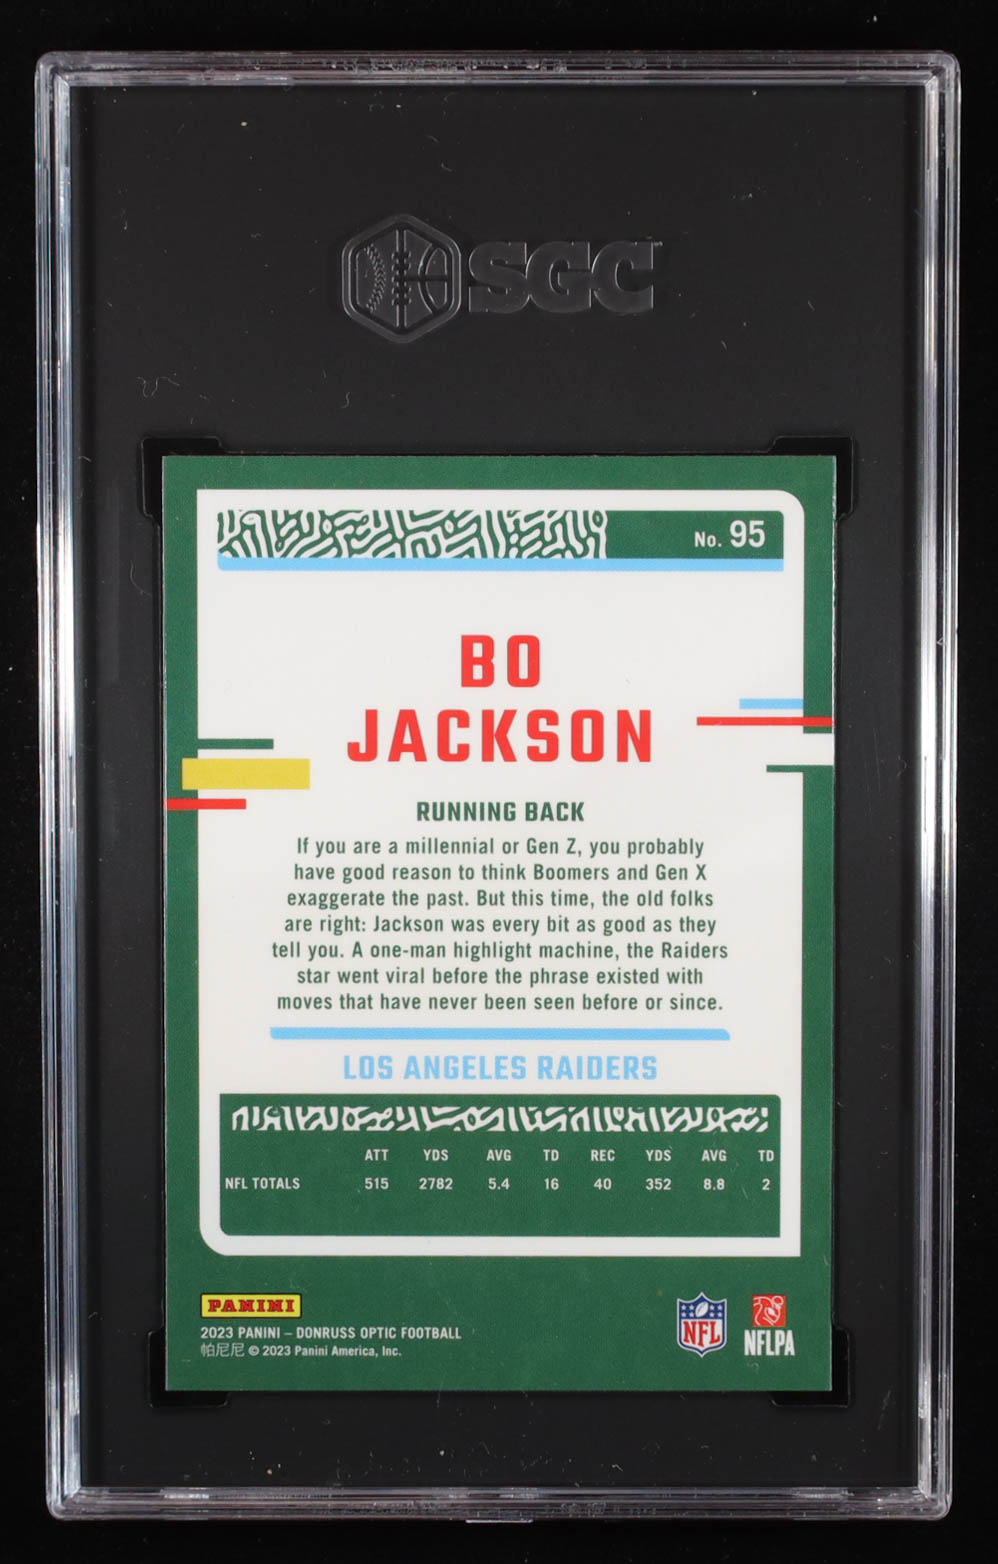 SGC
No. 95
BO
JACKSON
RUNNING BACK
If you are a millennial or Gen Z, you probably
have good reason to think Boomers and Gen X
exaggerate the past. But this time, the old folks
are right: Jackson was every bit as good as they
tell you. A one-man highlight machine, the Raiders
star went viral before the phrase existed with
moves that have never been seen before or since.
LOS ANGELES RAIDERS
ATT YDS AVG TD REC YDS AVG TD
NFL TOTALS 515 2782 5.4 16 40 352 8.8 2
PANINI
2023 PANINI – DONRUSS OPTIC FOOTBALL
帕尼尼 © 2023 Panini America, Inc.
NFL
NFLPA